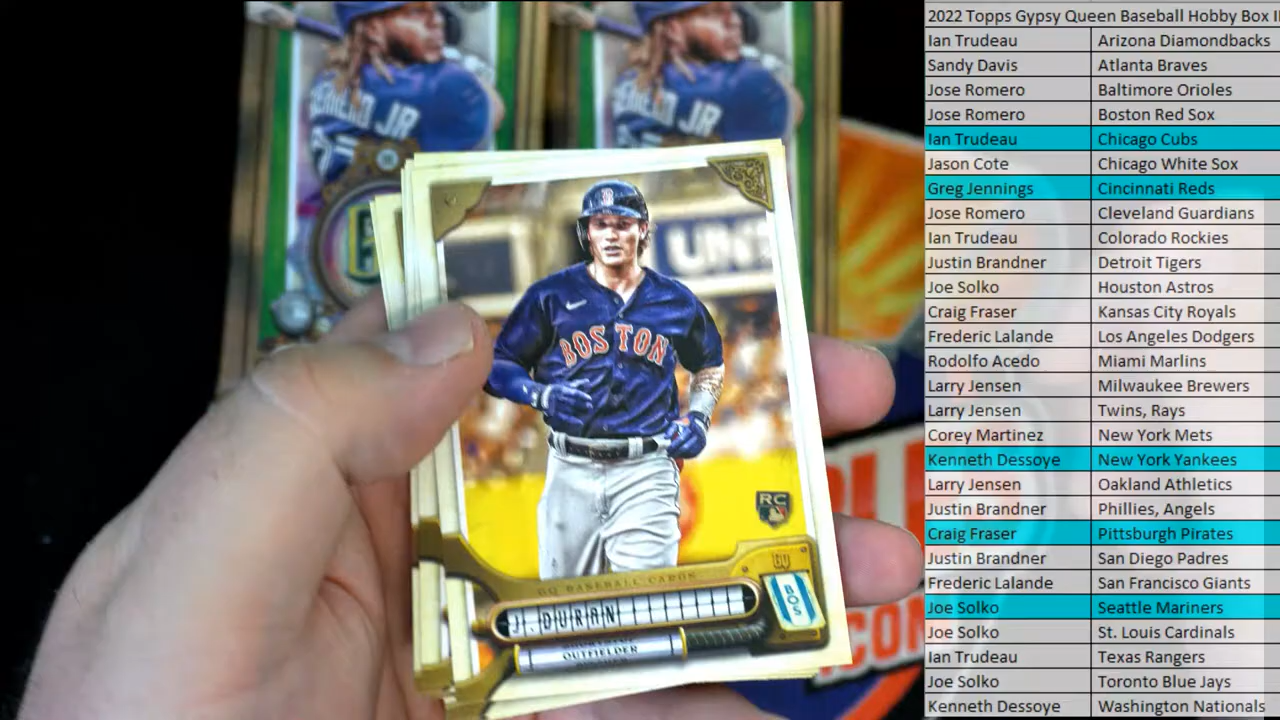 2022 Topps Gypsy Queen Baseball Hobby Box
Ian Trudeau Arizona Diamondbacks
Sandy Davis Atlanta Braves
Jose Romero Baltimore Orioles
Jose Romero Boston Red Sox
Ian Trudeau Chicago Cubs
Jason Cote Chicago White Sox
Greg Jennings Cincinnati Reds
Jose Romero Cleveland Guardians
Ian Trudeau Colorado Rockies
Justin Brandner Detroit Tigers
Joe Solko Houston Astros
Craig Fraser Kansas City Royals
Frederic Lalande Los Angeles Dodgers
Rodolfo Acedo Miami Marlins
Larry Jensen Milwaukee Brewers
Larry Jensen Twins, Rays
Corey Martinez New York Mets
Kenneth Dessoye New York Yankees
Larry Jensen Oakland Athletics
Justin Brandner Phillies, Angels
Craig Fraser Pittsburgh Pirates
Justin Brandner San Diego Padres
Frederic Lalande San Francisco Giants
Joe Solko Seattle Mariners
Joe Solko St. Louis Cardinals
Ian Trudeau Texas Rangers
Joe Solko Toronto Blue Jays
Kenneth Dessoye Washington Nationals
JR
JR
UN
BOSTON
RC
GQ
GQ BASEBALL CARDS
J. DURAN
BOS
OUTFIELDER